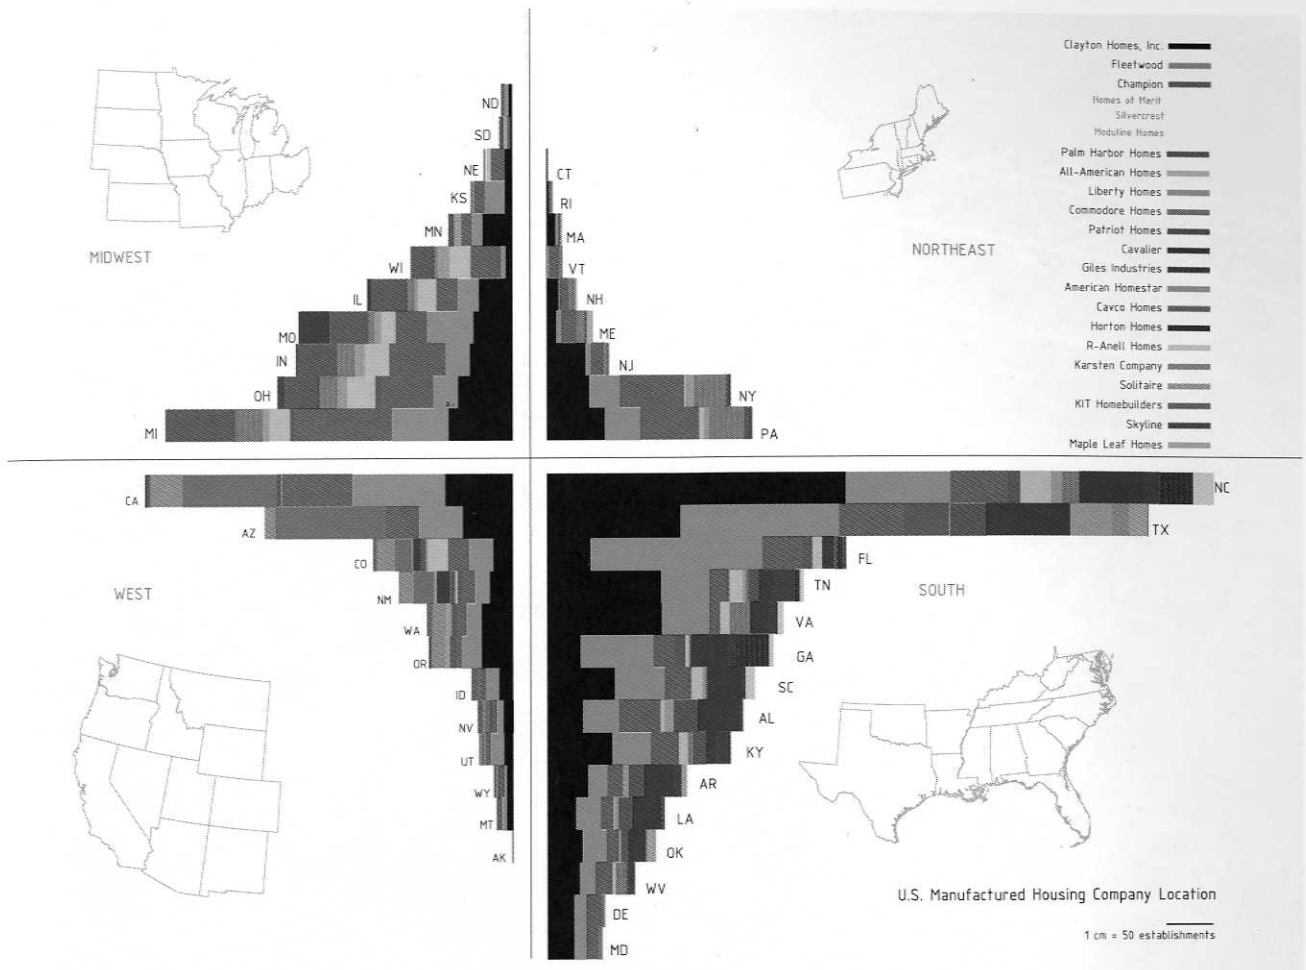 ND
SD
NE
KS
MN
WI
IL
MO
IN
OH
MI
MIDWEST
CT
RI
MA
VT
NH
ME
NJ
NY
PA
NORTHEAST
Clayton Homes, Inc.
Fleetwood
Champion
Homes of Merit
Silvercrest
Moduline Homes
Palm Harbor Homes
All-American Homes
Liberty Homes
Commodore Homes
Patriot Homes
Cavalier
Giles Industries
American Homestar
Cavco Homes
Horton Homes
R-Anell Homes
Karsten Company
Solitaire
KIT Homebuilders
Skyline
Maple Leaf Homes
CA
AZ
CO
NM
WA
OR
ID
NV
UT
WY
MT
AK
WEST
NC
TX
FL
TN
VA
GA
SC
AL
KY
AR
LA
OK
WV
DE
MD
SOUTH
U.S. Manufactured Housing Company Location
1 cm = 50 establishments